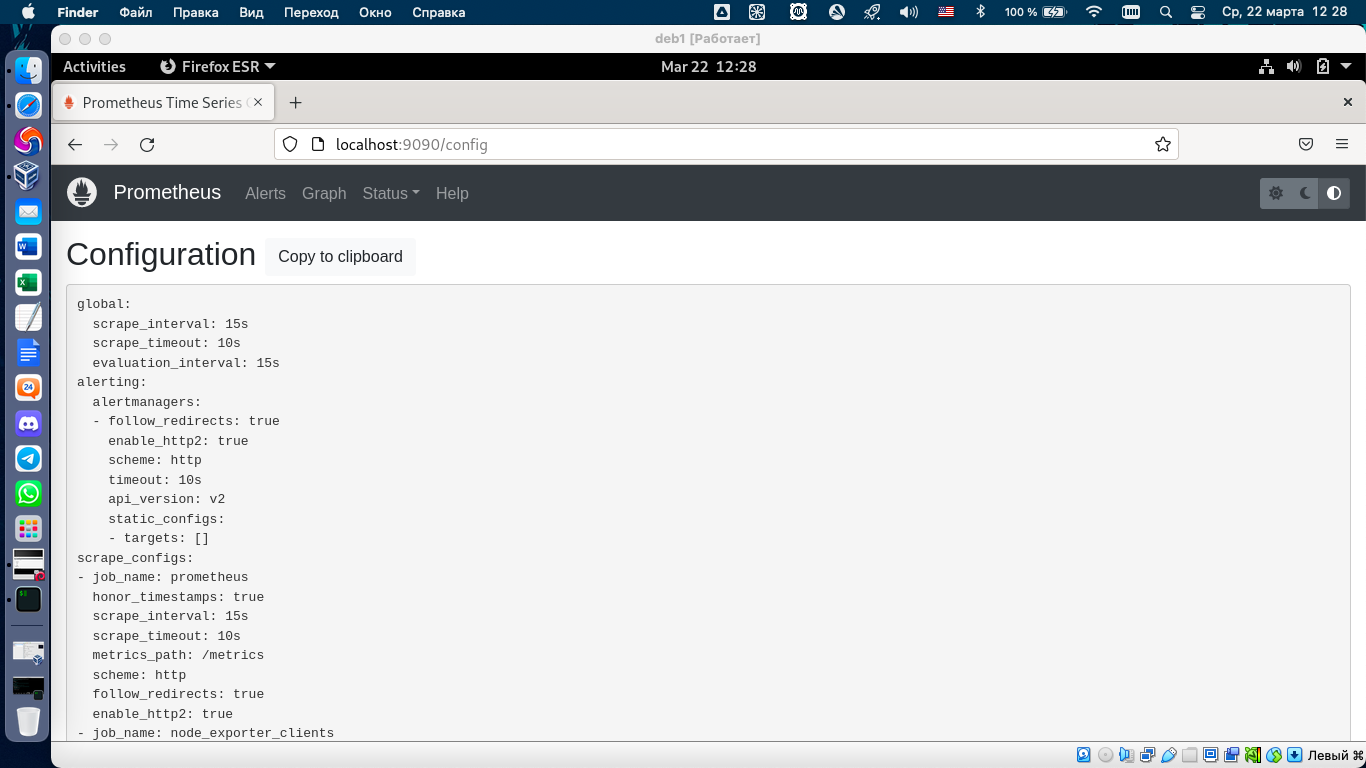 Finder Файл Правка Вид Переход Окно Справка 100 % Ср, 22 марта 12 28
deb1 [Работает]
Activities Firefox ESR Mar 22 12:28
Prometheus Time Series
localhost:9090/config
Prometheus Alerts Graph Status Help
Configuration Copy to clipboard
global:
  scrape_interval: 15s
  scrape_timeout: 10s
  evaluation_interval: 15s
alerting:
  alertmanagers:
  - follow_redirects: true
    enable_http2: true
    scheme: http
    timeout: 10s
    api_version: v2
    static_configs:
    - targets: []
scrape_configs:
- job_name: prometheus
  honor_timestamps: true
  scrape_interval: 15s
  scrape_timeout: 10s
  metrics_path: /metrics
  scheme: http
  follow_redirects: true
  enable_http2: true
- job_name: node_exporter_clients
24
Левый ⌘